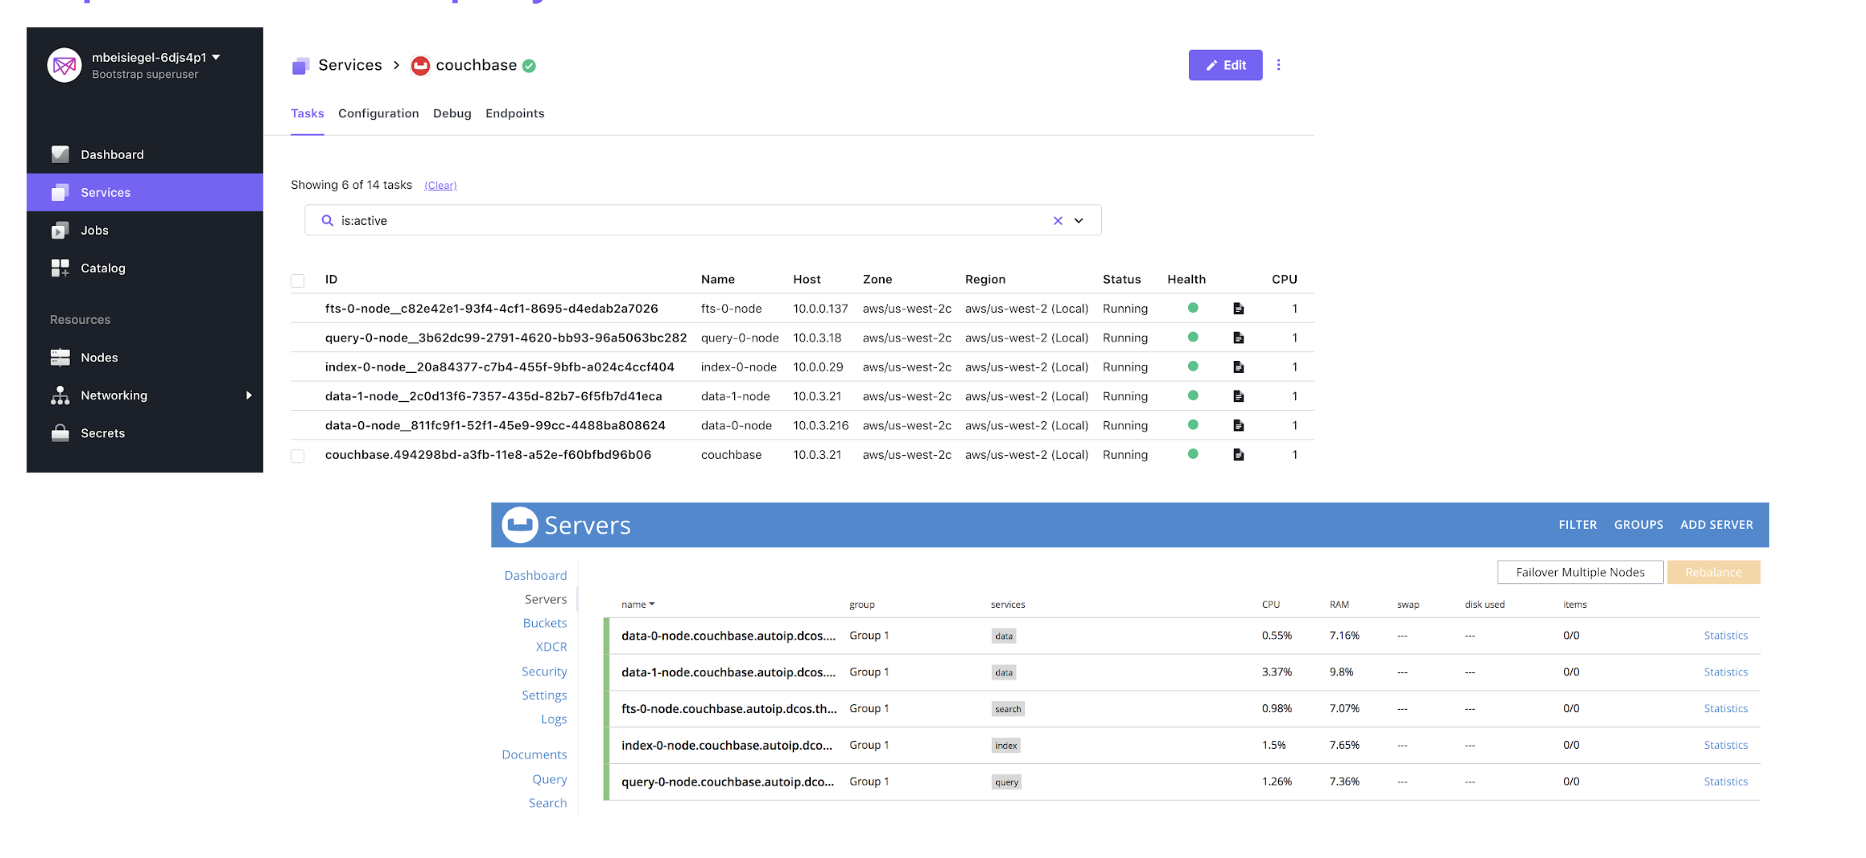 mbeisiegel-6djs4p1
Bootstrap superuser
Dashboard
Services
Jobs
Catalog
Resources
Nodes
Networking
Secrets
Services > couchbase
Edit
Tasks Configuration Debug Endpoints
Showing 6 of 14 tasks (Clear)
is:active
ID Name Host Zone Region Status Health CPU
fts-0-node__c82e42e1-93f4-4cf1-8695-d4edab2a7026 fts-0-node 10.0.0.137 aws/us-west-2c aws/us-west-2 (Local) Running 1
query-0-node__3b62dc99-2791-4620-bb93-96a5063bc282 query-0-node 10.0.3.18 aws/us-west-2c aws/us-west-2 (Local) Running 1
index-0-node__20a84377-c7b4-455f-9bfb-a024c4ccf404 index-0-node 10.0.0.29 aws/us-west-2c aws/us-west-2 (Local) Running 1
data-1-node__2c0d13f6-7357-435d-82b7-6f5fb7d41eca data-1-node 10.0.3.21 aws/us-west-2c aws/us-west-2 (Local) Running 1
data-0-node__811fc9f1-52f1-45e9-99cc-4488ba808624 data-0-node 10.0.3.216 aws/us-west-2c aws/us-west-2 (Local) Running 1
couchbase.494298bd-a3fb-11e8-a52e-f60bfbd96b06 couchbase 10.0.3.21 aws/us-west-2c aws/us-west-2 (Local) Running 1
Servers
FILTER GROUPS ADD SERVER
Dashboard
Servers
Buckets
XDCR
Security
Settings
Logs
Documents
Query
Search
Failover Multiple Nodes Rebalance
name group services CPU RAM swap disk used items
data-0-node.couchbase.autoip.dcos.... Group 1 data 0.55% 7.16% --- --- 0/0 Statistics
data-1-node.couchbase.autoip.dcos.... Group 1 data 3.37% 9.8% --- --- 0/0 Statistics
fts-0-node.couchbase.autoip.dcos.th... Group 1 search 0.98% 7.07% --- --- 0/0 Statistics
index-0-node.couchbase.autoip.dco... Group 1 index 1.5% 7.65% --- --- 0/0 Statistics
query-0-node.couchbase.autoip.dco... Group 1 query 1.26% 7.36% --- --- 0/0 Statistics